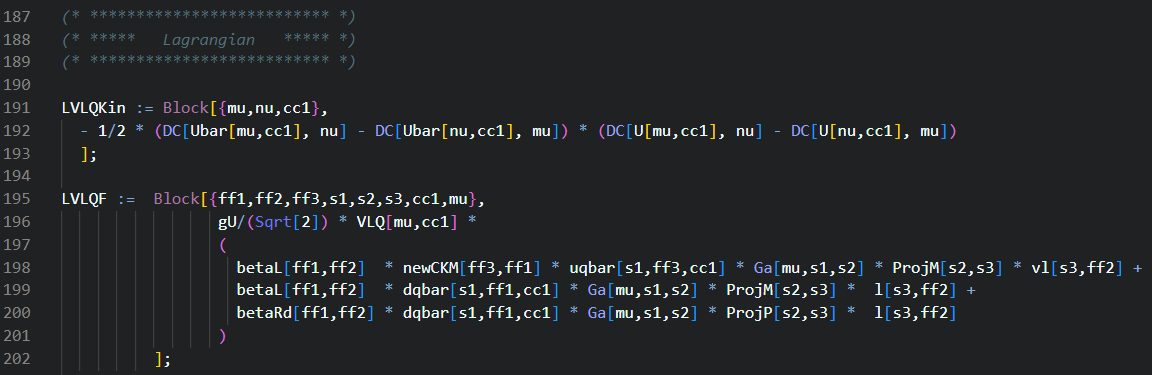 187 (* ************************** *)
188 (* *****   Lagrangian   ***** *)
189 (* ************************** *)
190
191 LVLQKin := Block[{mu,nu,cc1},
192   - 1/2 * (DC[Ubar[mu,cc1], nu] - DC[Ubar[nu,cc1], mu]) * (DC[U[mu,cc1], nu] - DC[U[nu,cc1], mu])
193   ];
194
195 LVLQF :=  Block[{ff1,ff2,ff3,s1,s2,s3,cc1,mu},
196                  gU/(Sqrt[2]) * VLQ[mu,cc1] *
197                  (
198                    betaL[ff1,ff2]  * newCKM[ff3,ff1] * uqbar[s1,ff3,cc1] * Ga[mu,s1,s2] * ProjM[s2,s3] * vl[s3,ff2] +
199                    betaL[ff1,ff2]  * dqbar[s1,ff1,cc1] * Ga[mu,s1,s2] * ProjM[s2,s3] *  l[s3,ff2] +
200                    betaRd[ff1,ff2] * dqbar[s1,ff1,cc1] * Ga[mu,s1,s2] * ProjP[s2,s3] *  l[s3,ff2]
201                  )
202           ];